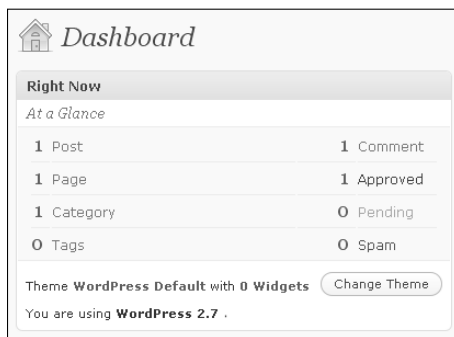 Dashboard
Right Now
At a Glance
1 Post 1 Comment
1 Page 1 Approved
1 Category 0 Pending
0 Tags 0 Spam
Theme WordPress Default with 0 Widgets Change Theme
You are using WordPress 2.7 .